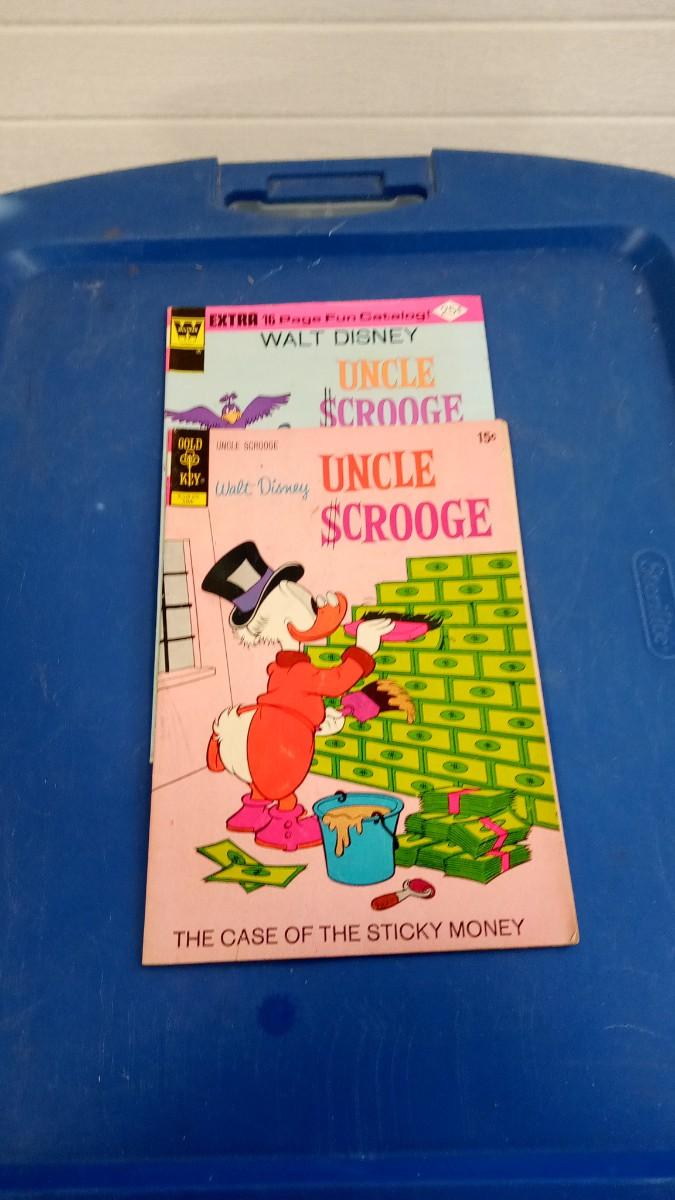 EXTRA 16 Page Fun Catalog!
25¢
WALT DISNEY
UNCLE
$CROOGE
GOLD
KEY
UNCLE SCROOGE
15¢
Walt Disney
UNCLE
$CROOGE
THE CASE OF THE STICKY MONEY